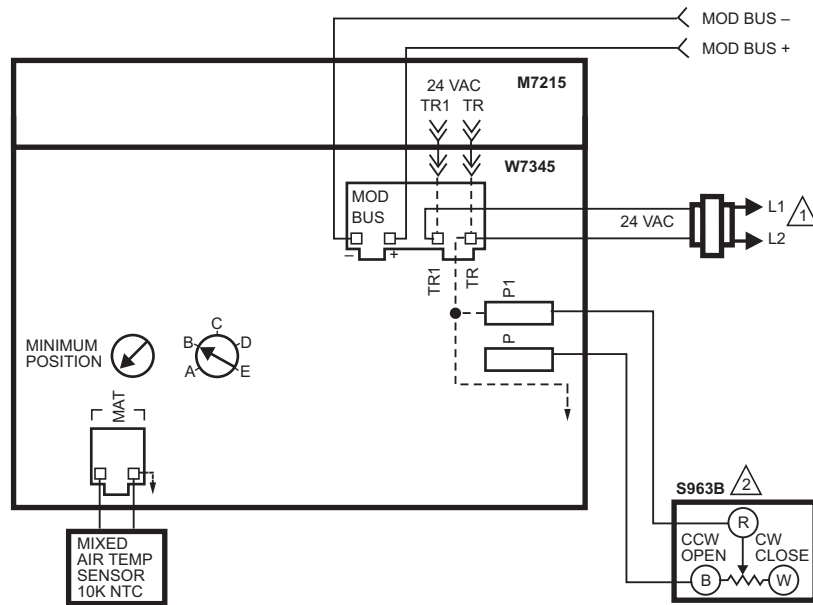 MOD BUS –
MOD BUS +
24 VAC
M7215
TR1 TR
W7345
MOD
BUS
– +
TR1
TR
24 VAC
L1
1
L2
P1
P
MINIMUM
POSITION
A
B
C
D
E
MAT
MIXED
AIR TEMP
SENSOR
10K NTC
S963B
2
R
CCW
OPEN
CW
CLOSE
B
W